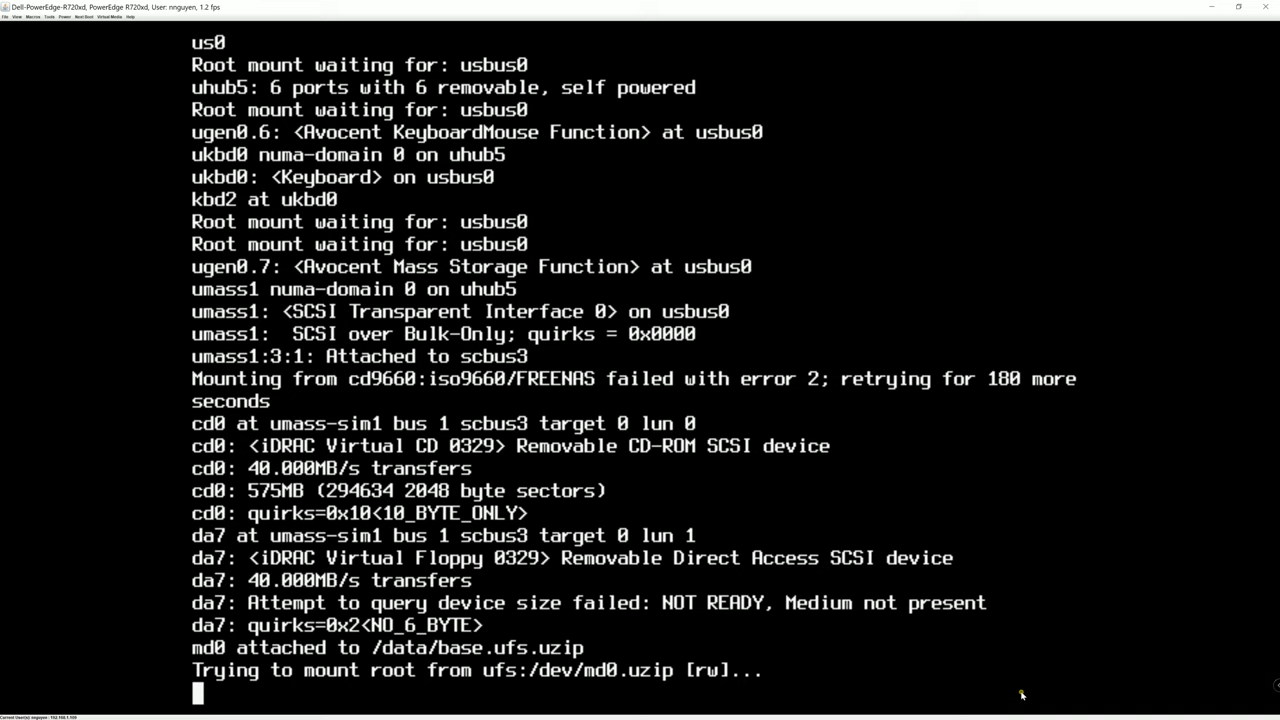 Dell-PowerEdge-R720xd, PowerEdge R720xd, User: nnguyen, 1.2 fps
File View Macros Tools Power Next Boot Virtual Media Help
us0
Root mount waiting for: usbus0
uhub5: 6 ports with 6 removable, self powered
Root mount waiting for: usbus0
ugen0.6: <Avocent KeyboardMouse Function> at usbus0
ukbd0 numa-domain 0 on uhub5
ukbd0: <Keyboard> on usbus0
kbd2 at ukbd0
Root mount waiting for: usbus0
Root mount waiting for: usbus0
ugen0.7: <Avocent Mass Storage Function> at usbus0
umass1 numa-domain 0 on uhub5
umass1: <SCSI Transparent Interface 0> on usbus0
umass1:  SCSI over Bulk-Only; quirks = 0x0000
umass1:3:1: Attached to scbus3
Mounting from cd9660:iso9660/FREENAS failed with error 2; retrying for 180 more
seconds
cd0 at umass-sim1 bus 1 scbus3 target 0 lun 0
cd0: <iDRAC Virtual CD 0329> Removable CD-ROM SCSI device
cd0: 40.000MB/s transfers
cd0: 575MB (294634 2048 byte sectors)
cd0: quirks=0x10<10_BYTE_ONLY>
da7 at umass-sim1 bus 1 scbus3 target 0 lun 1
da7: <iDRAC Virtual Floppy 0329> Removable Direct Access SCSI device
da7: 40.000MB/s transfers
da7: Attempt to query device size failed: NOT READY, Medium not present
da7: quirks=0x2<NO_6_BYTE>
md0 attached to /data/base.ufs.uzip
Trying to mount root from ufs:/dev/md0.uzip [rw]...
Current User(s): nnguyen : 192.168.1.109